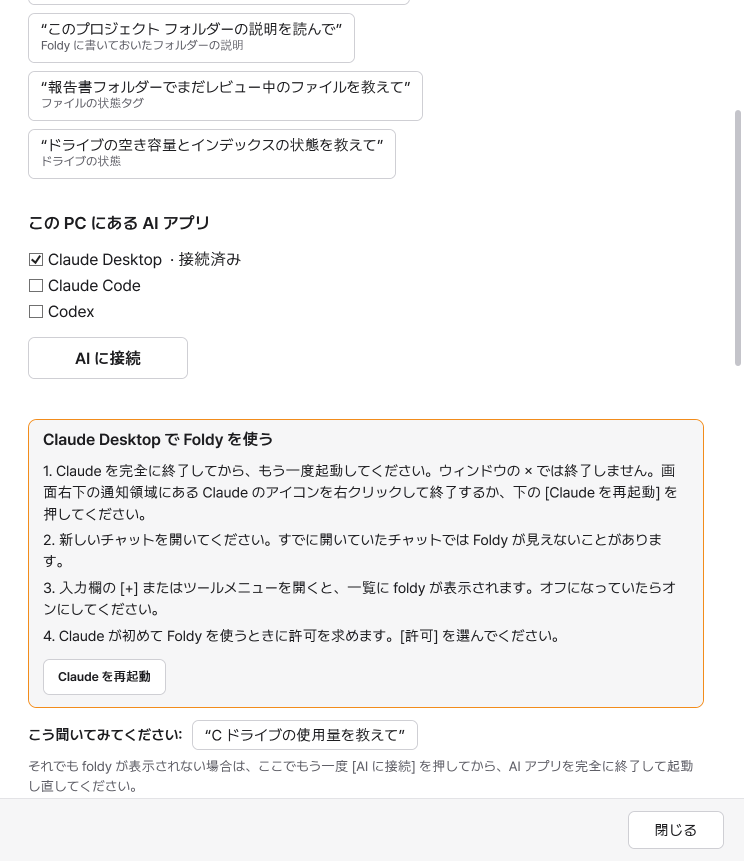 “このプロジェクト フォルダーの説明を読んで”
Foldy に書いておいたフォルダーの説明
“報告書フォルダーでまだレビュー中のファイルを教えて”
ファイルの状態タグ
“ドライブの空き容量とインデックスの状態を教えて”
ドライブの状態
この PC にある AI アプリ
Claude Desktop · 接続済み
Claude Code
Codex
AI に接続
Claude Desktop で Foldy を使う
1. Claude を完全に終了してから、もう一度起動してください。ウィンドウの × では終了しません。画
面右下の通知領域にある Claude のアイコンを右クリックして終了するか、下の [Claude を再起動] を
押してください。
2. 新しいチャットを開いてください。すでに開いていたチャットでは Foldy が見えないことがありま
す。
3. 入力欄の [+] またはツールメニューを開くと、一覧に foldy が表示されます。オフになっていたらオ
ンにしてください。
4. Claude が初めて Foldy を使うときに許可を求めます。[許可] を選んでください。
Claude を再起動
こう聞いてみてください: “C ドライブの使用量を教えて”
それでも foldy が表示されない場合は、ここでもう一度 [AI に接続] を押してから、AI アプリを完全に終了して起動
し直してください。
閉じる